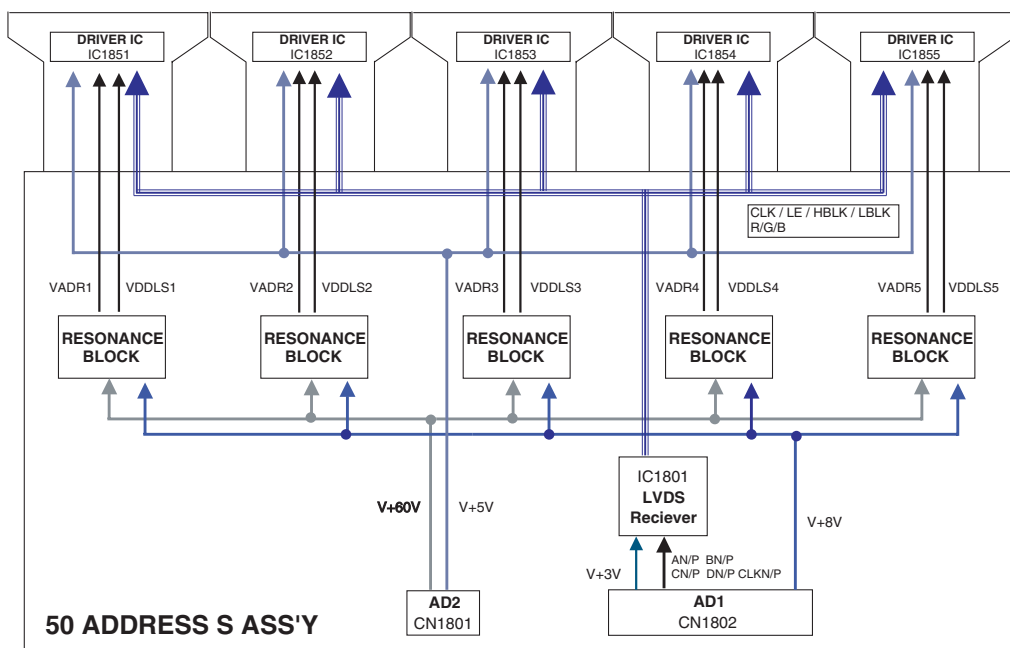 DRIVER IC
IC1851
DRIVER IC
IC1852
DRIVER IC
IC1853
DRIVER IC
IC1854
DRIVER IC
IC1855
CLK / LE / HBLK / LBLK
R/G/B
VADR1
VDDLS1
VADR2
VDDLS2
VADR3
VDDLS3
VADR4
VDDLS4
VADR5
VDDLS5
RESONANCE
BLOCK
RESONANCE
BLOCK
RESONANCE
BLOCK
RESONANCE
BLOCK
RESONANCE
BLOCK
IC1801
LVDS
Reciever
V+60V
V+5V
V+8V
V+3V
AN/P BN/P
CN/P DN/P CLKN/P
AD2
CN1801
AD1
CN1802
50 ADDRESS S ASS'Y